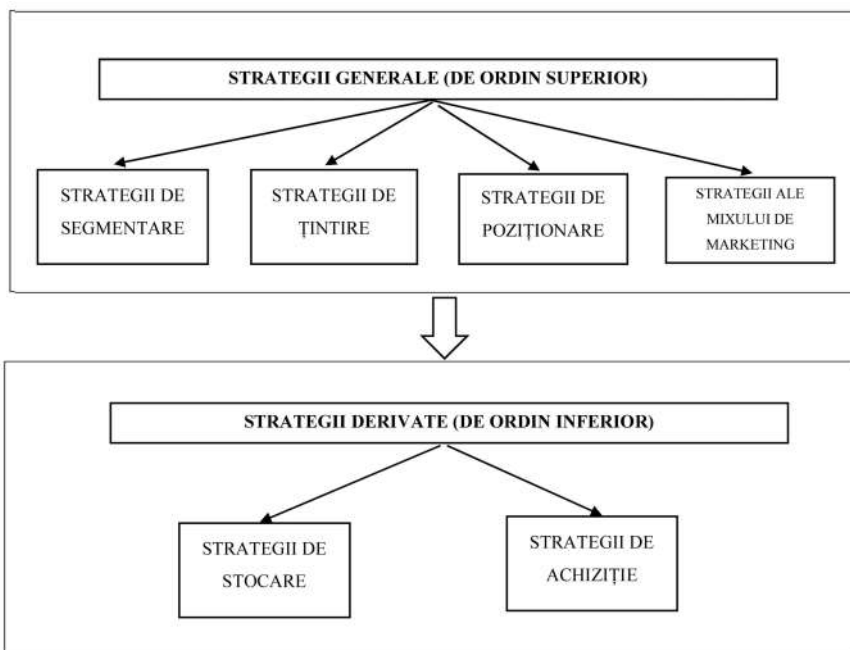 STRATEGII GENERALE (DE ORDIN SUPERIOR)
STRATEGII DE
SEGMENTARE
STRATEGII DE
ȚINTIRE
STRATEGII DE
POZIȚIONARE
STRATEGII ALE
MIXULUI DE
MARKETING
STRATEGII DERIVATE (DE ORDIN INFERIOR)
STRATEGII DE
STOCARE
STRATEGII DE
ACHIZIȚIE